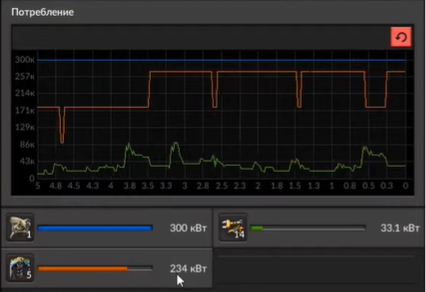 Потребление
300к
257к
214к
171к
129к
86к
43к
0
5 4.8 4.5 4.3 4 3.8 3.5 3.3 3 2.8 2.5 2.3 2 1.8 1.5 1.3 1 0.8 0.5 0.3 0
1 300 кВт
14 33.1 кВт
5 234 кВт